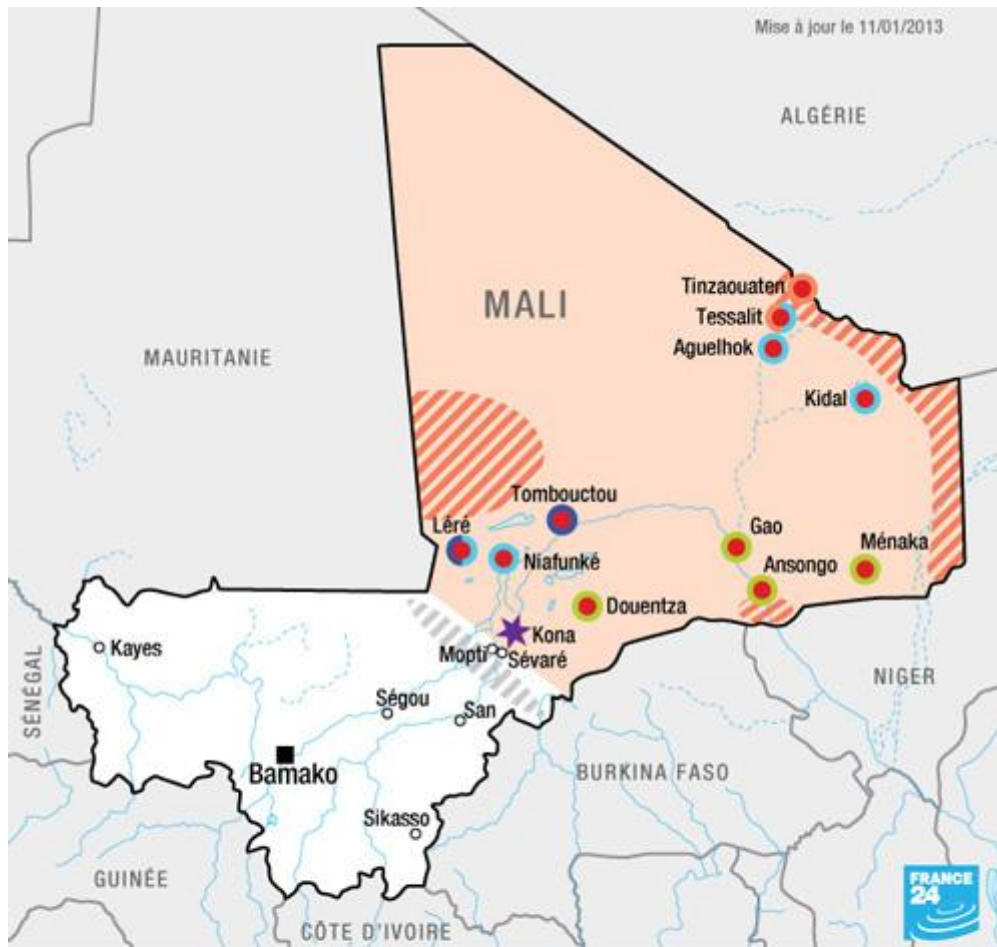 Mise à jour le 11/01/2013
ALGÉRIE
Tinzaouaten
MALI
Tessalit
Aguelhok
MAURITANIE
Kidal
Tombouctou
Léré
Gao
Ménaka
Niafunké
Ansongo
Douentza
Kona
Kayes
Mopti
Sévaré
SÉNÉGAL
NIGER
Ségou
San
Bamako
BURKINA FASO
Sikasso
GUINÉE
FRANCE
24
CÔTE D'IVOIRE